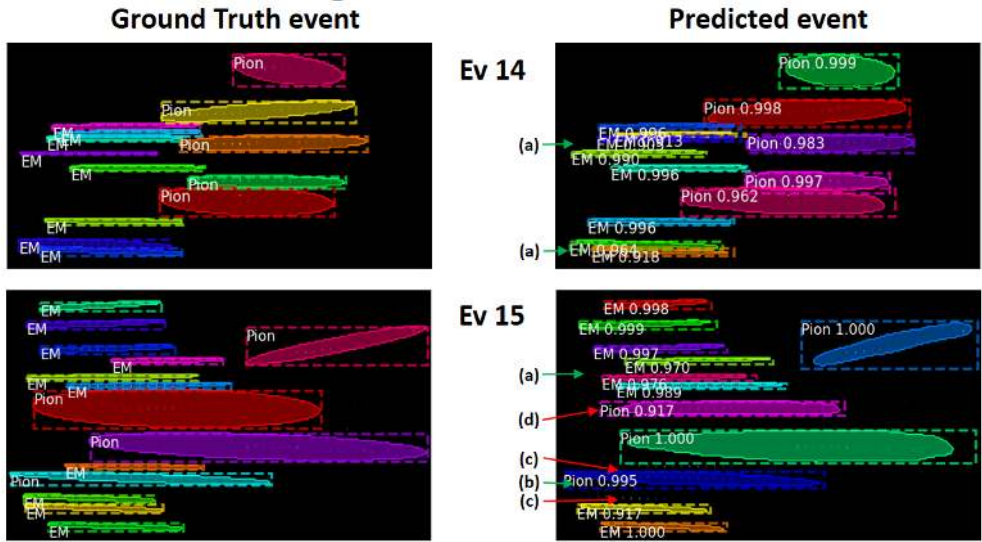 Ground Truth event
Predicted event
Ev 14
Pion
Pion
EM
EM
EM
Pion
EM
EM
Pion
Pion
EM
EM
EM
Pion 0.999
Pion 0.998
EM 0.996
Pion 0.983
(a)
EM 0.990
EM 0.996
Pion 0.997
Pion 0.962
EM 0.996
(a)
EM 0.964
EM 0.918
Ev 15
EM
EM
Pion
EM
EM
EM
EM
Pion
Pion
EM
Pion
EM
EM
EM
EM 0.998
EM 0.999
Pion 1.000
EM 0.997
EM 0.970
(a)
EM 0.976
EM 0.989
(d)
Pion 0.917
Pion 1.000
(c)
(b)
Pion 0.995
(c)
EM 0.917
EM 1.000